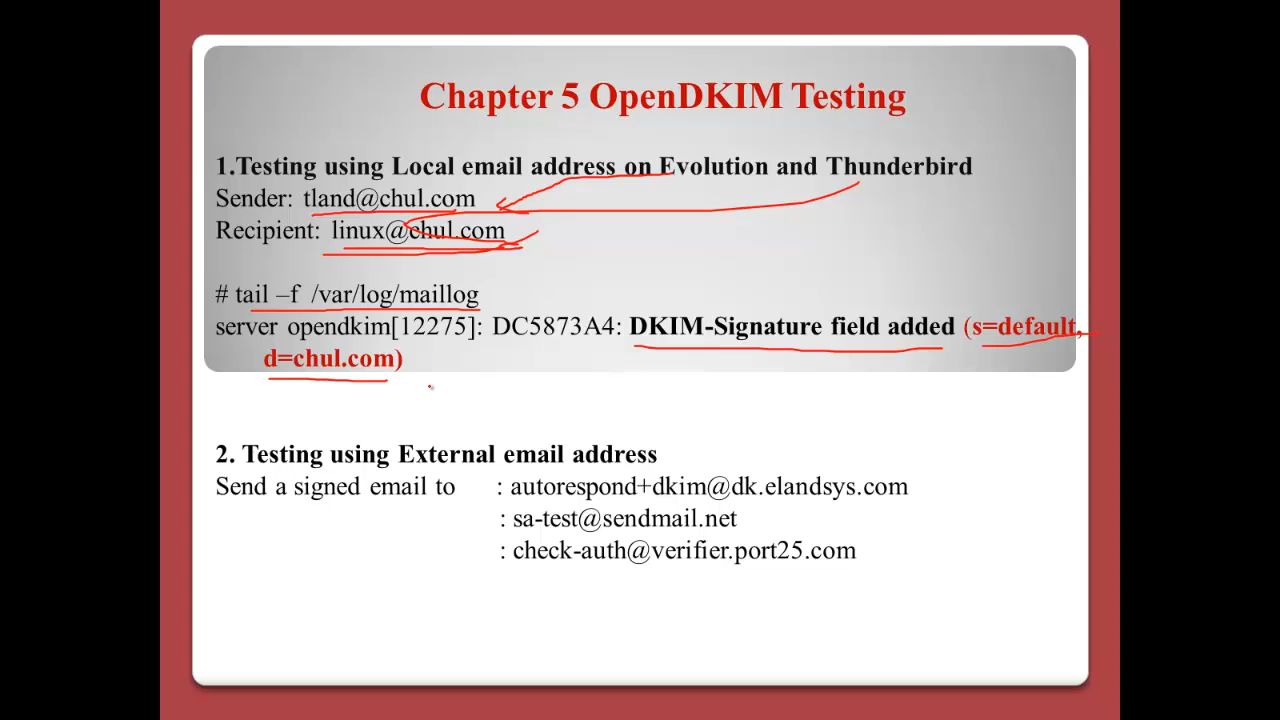 Chapter 5 OpenDKIM Testing
1.Testing using Local email address on Evolution and Thunderbird
Sender: tland@chul.com
Recipient: linux@chul.com
# tail –f /var/log/maillog
server opendkim[12275]: DC5873A4: DKIM-Signature field added (s=default,
d=chul.com)
2. Testing using External email address
Send a signed email to : autorespond+dkim@dk.elandsys.com
: sa-test@sendmail.net
: check-auth@verifier.port25.com